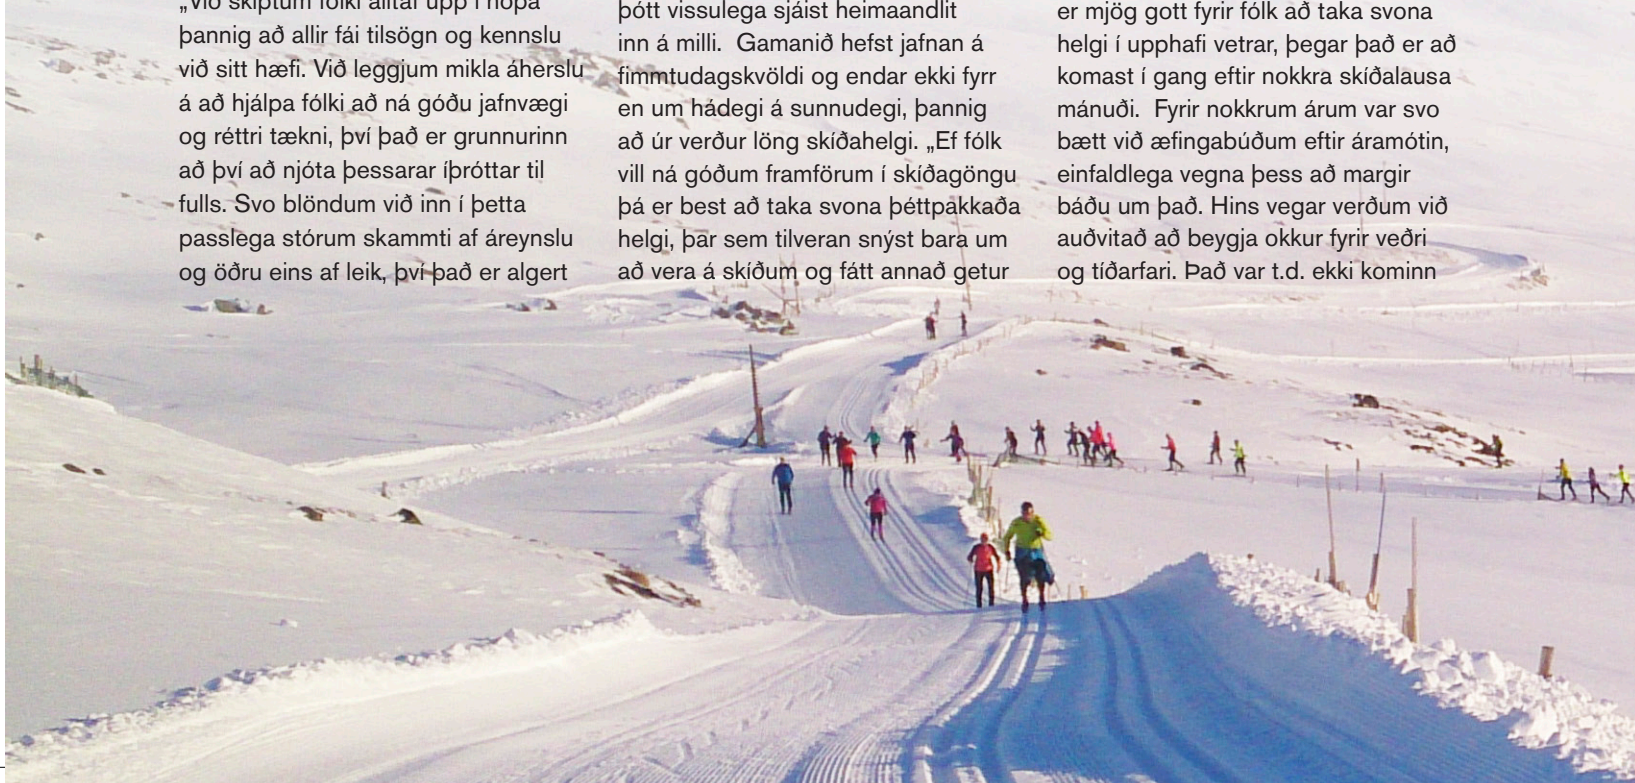 „Við skiptum fólki alltaf upp í hópa
þannig að allir fái tilsögn og kennslu
við sitt hæfi. Við leggjum mikla áherslu
á að hjálpa fólki að ná góðu jafnvægi
og réttri tækni, því það er grunnurinn
að því að njóta þessarar íþróttar til
fulls. Svo blöndum við inn í þetta
passlega stórum skammti af áreynslu
og öðru eins af leik, því það er algert
þótt vissulega sjáist heimaandlit
inn á milli. Gamanið hefst jafnan á
fimmtudagskvöldi og endar ekki fyrr
en um hádegi á sunnudegi, þannig
að úr verður löng skíðahelgi. „Ef fólk
vill ná góðum framförum í skíðagöngu
þá er best að taka svona þéttpakkaða
helgi, þar sem tilveran snýst bara um
að vera á skíðum og fátt annað getur
er mjög gott fyrir fólk að taka svona
helgi í upphafi vetrar, þegar það er að
komast í gang eftir nokkra skíðalausa
mánuði. Fyrir nokkrum árum var svo
bætt við æfingabúðum eftir áramótin,
einfaldlega vegna þess að margir
báðu um það. Hins vegar verðum við
auðvitað að beygja okkur fyrir veðri
og tíðarfari. Það var t.d. ekki kominn